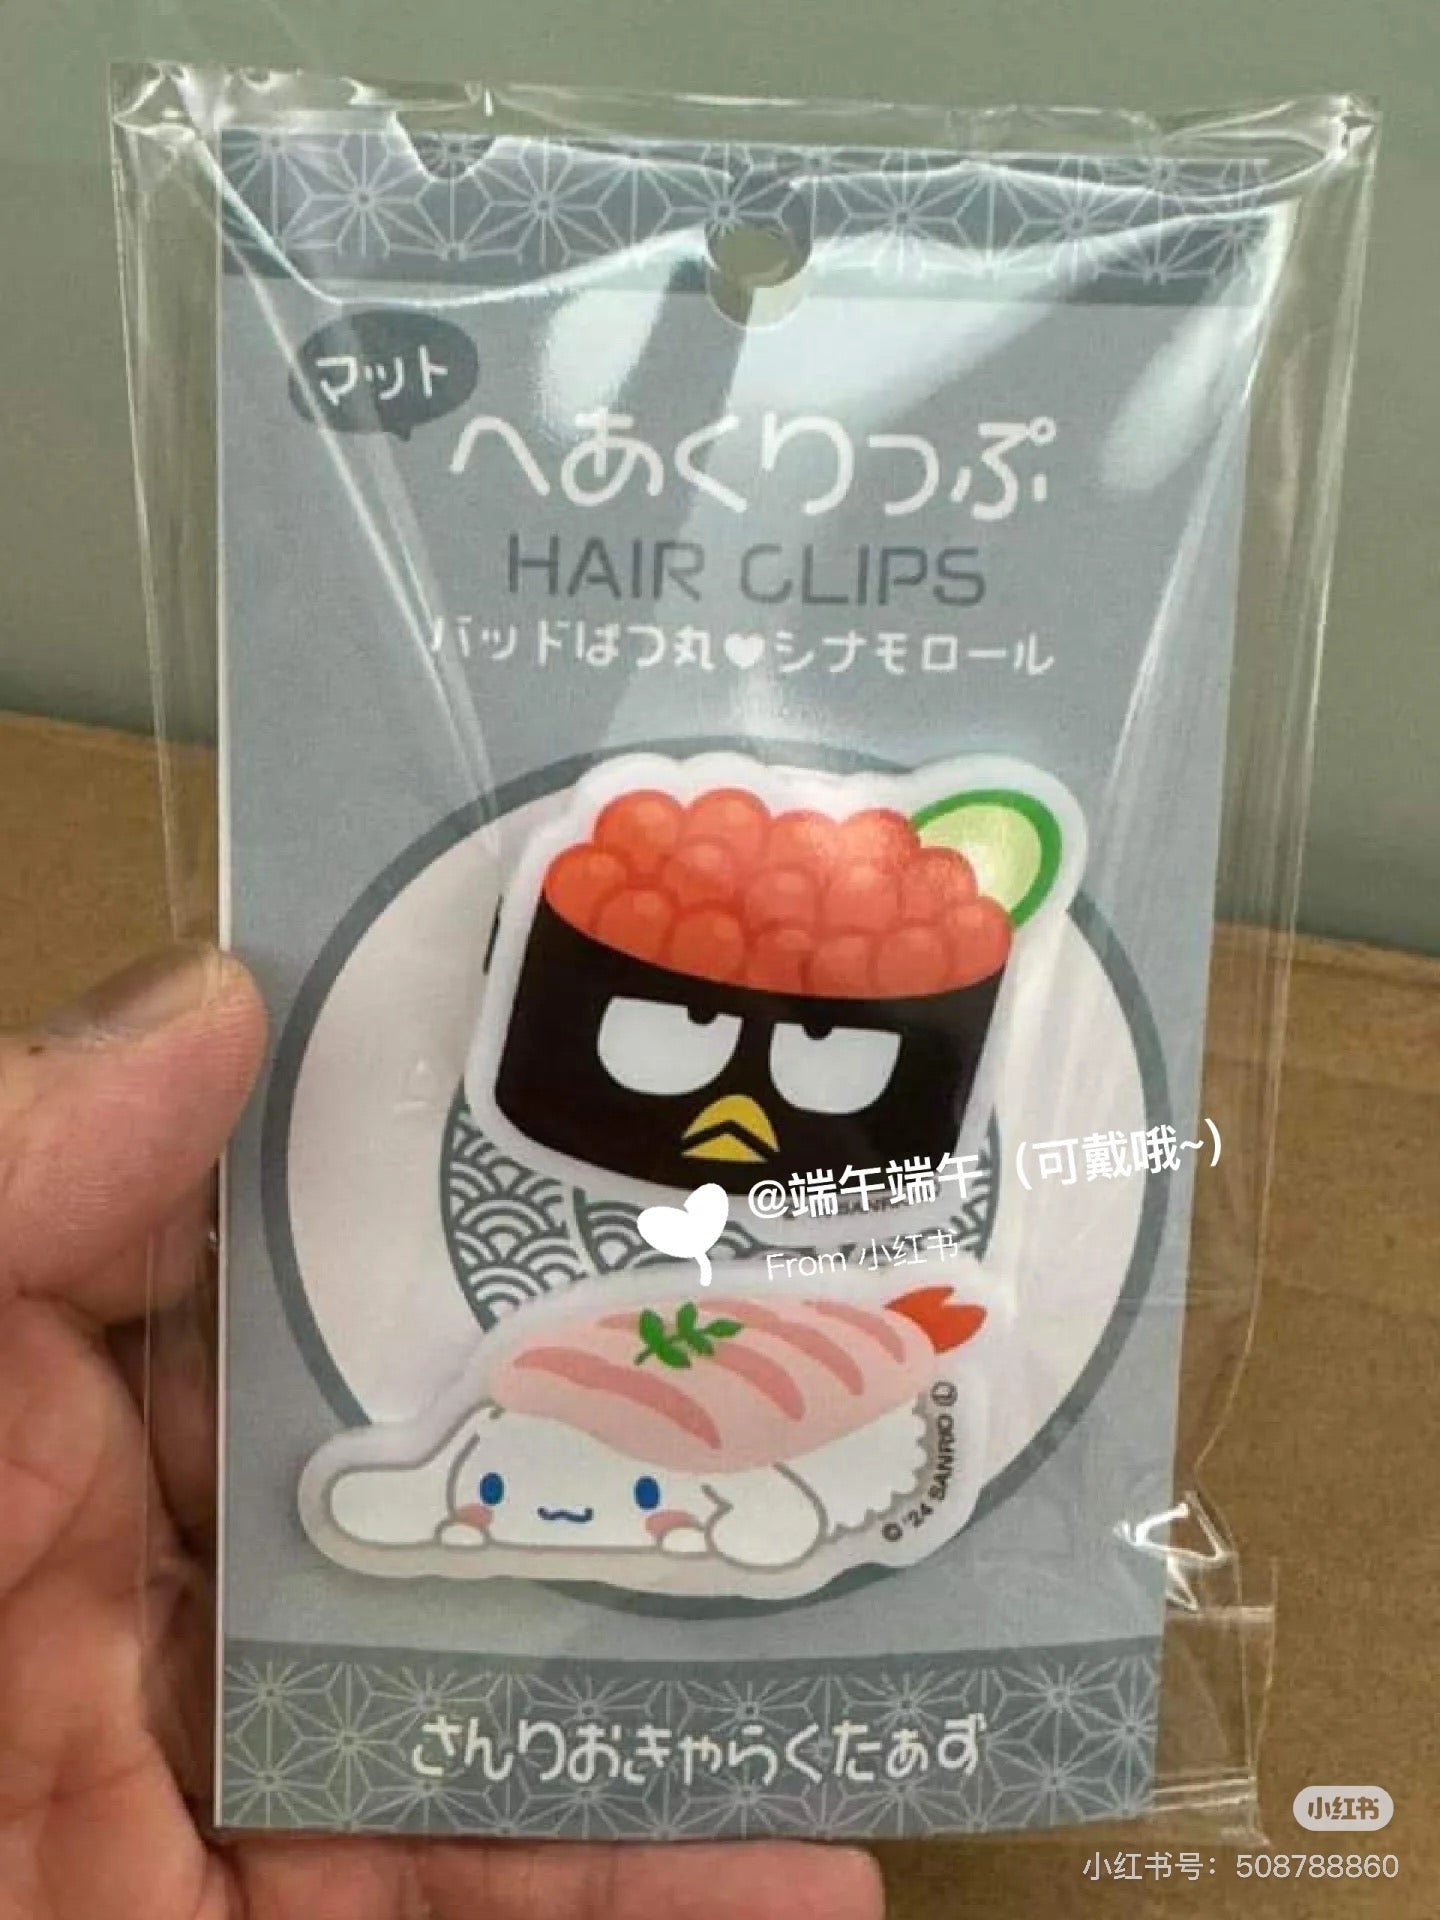 マット
へあくりっぷ
HAIR CLIPS
バッドばつ丸♥シナモロール
@端午端午（可戴哦~）
From 小红书
© '24 SANRIO Ⓛ
さんりおきゃらくたぁず
小红书
小红书号：508788860